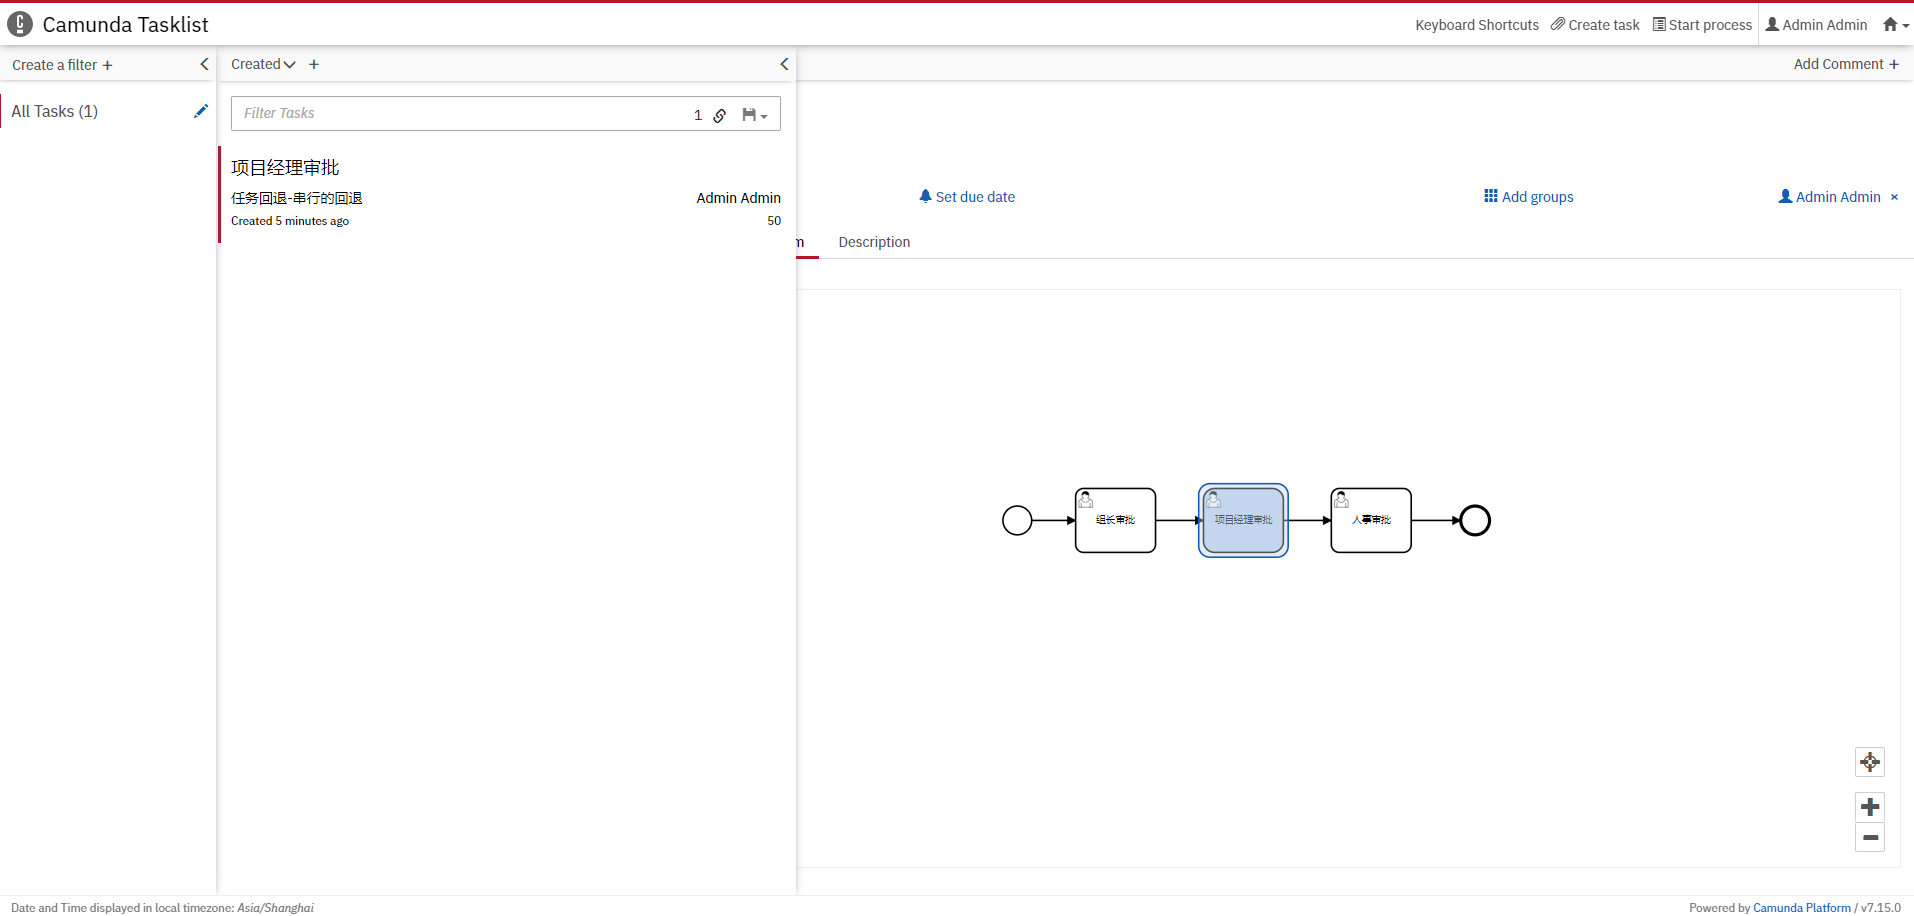 Camunda Tasklist
Keyboard Shortcuts Create task Start process Admin Admin
Create a filter +
Created +
Add Comment +
All Tasks (1)
Filter Tasks 1
项目经理审批
任务回退-串行的回退 Admin Admin
Created 5 minutes ago 50
Set due date Add groups Admin Admin ×
m Description
组长审批 项目经理审批 人事审批
Date and Time displayed in local timezone: Asia/Shanghai
Powered by Camunda Platform / v7.15.0